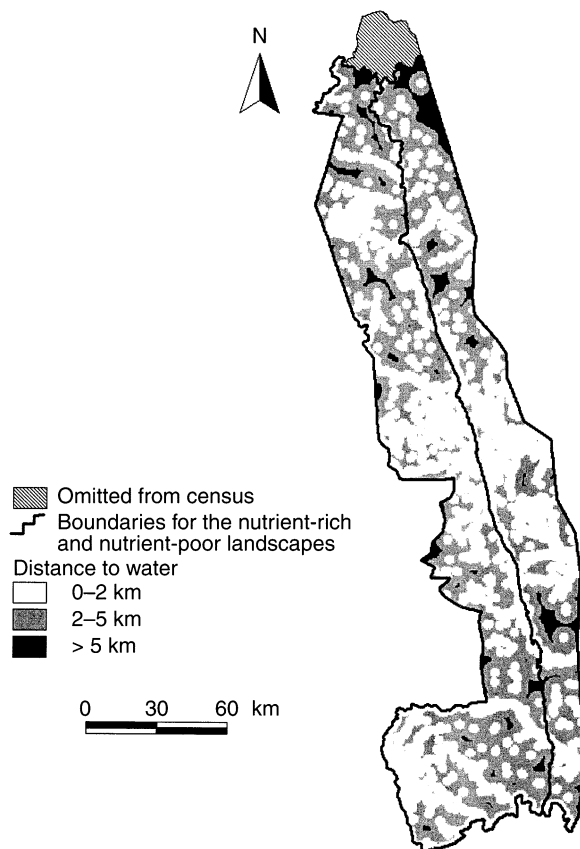 N
Omitted from census
Boundaries for the nutrient-rich
and nutrient-poor landscapes
Distance to water
0–2 km
2–5 km
> 5 km
0 30 60 km